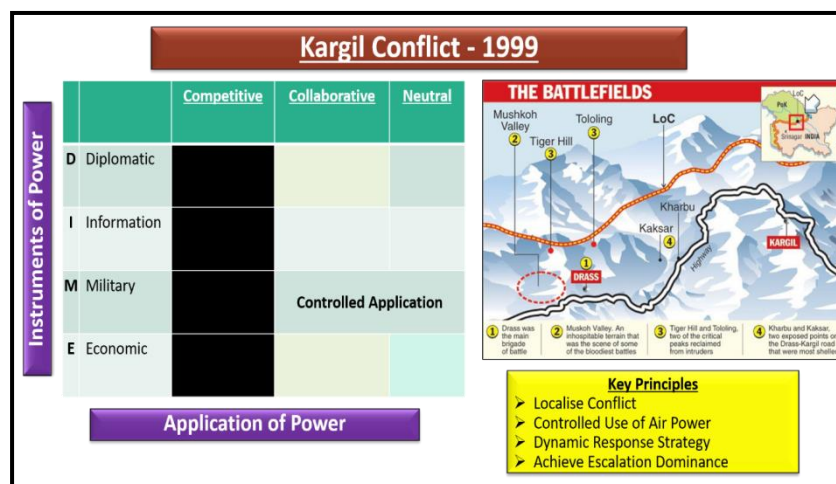 Kargil Conflict - 1999
Instruments of Power
Competitive Collaborative Neutral
D Diplomatic
I Information
M Military Controlled Application
E Economic
Application of Power
THE BATTLEFIELDS
Mushkoh
Valley
2
Tiger Hill
3
Tololing
3
LoC
LoC
PoK
Srinagar INDIA
Kharbu
Kaksar
4
Highway
KARGIL
1
DRASS
1 Drass was
the main
brigade
of battle
2 Muskoh Valley. An
inhospitable terrain that
was the scene of some
of the bloodiest battles
3 Tiger Hill and Tololing,
two of the critical
peaks reclaimed
from intruders
4 Kharbu and Kaksar,
two exposed points on
the Drass-Kargil road
that were most shelled
Key Principles
➢ Localise Conflict
➢ Controlled Use of Air Power
➢ Dynamic Response Strategy
➢ Achieve Escalation Dominance